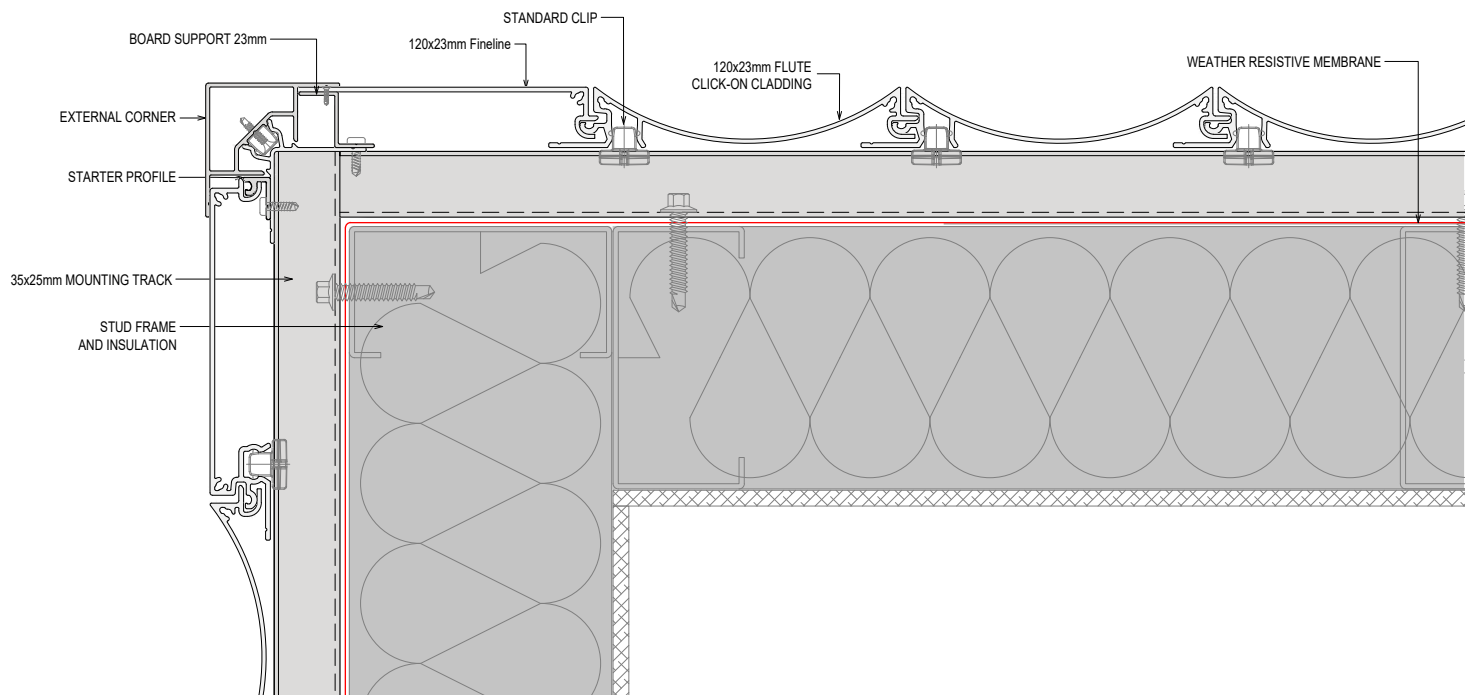 STANDARD CLIP
BOARD SUPPORT 23mm
120x23mm Fineline
120x23mm FLUTE
CLICK-ON CLADDING
WEATHER RESISTIVE MEMBRANE
EXTERNAL CORNER
STARTER PROFILE
35x25mm MOUNTING TRACK
STUD FRAME
AND INSULATION